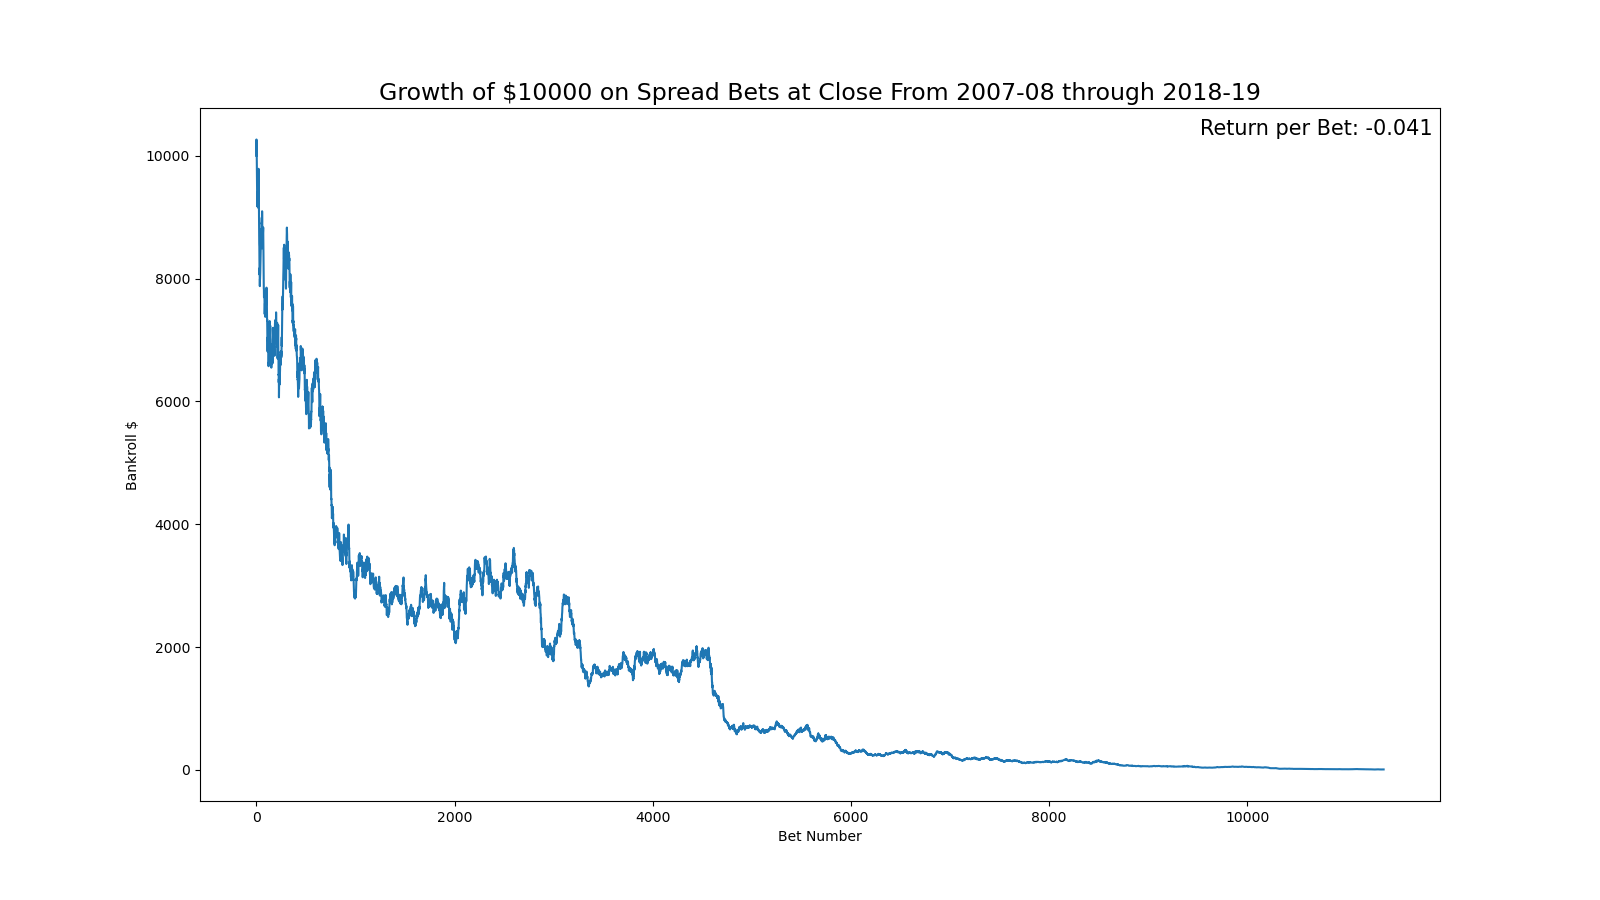 Growth of $10000 on Spread Bets at Close From 2007-08 through 2018-19
Return per Bet: -0.041
10000
8000
6000
4000
2000
0
Bankroll $
0 2000 4000 6000 8000 10000
Bet Number